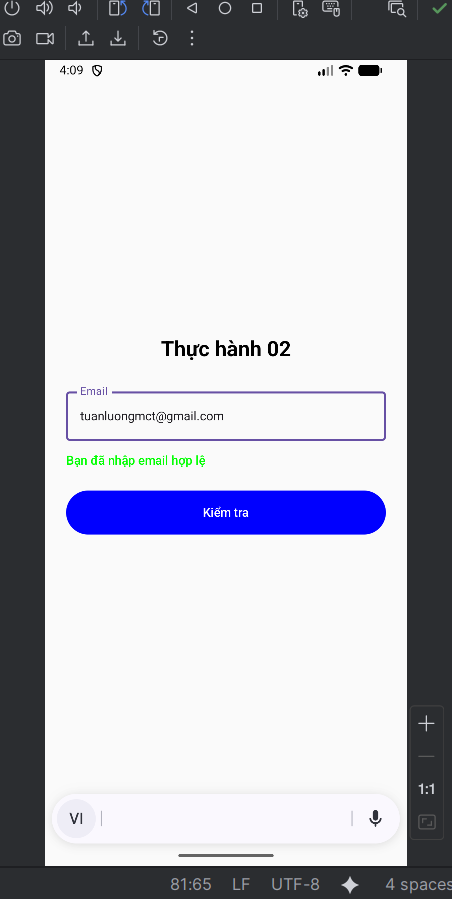 4:09
Thực hành 02
Email
tuanluongmct@gmail.com
Bạn đã nhập email hợp lệ
Kiểm tra
VI
1:1
81:65 LF UTF-8 4 spaces